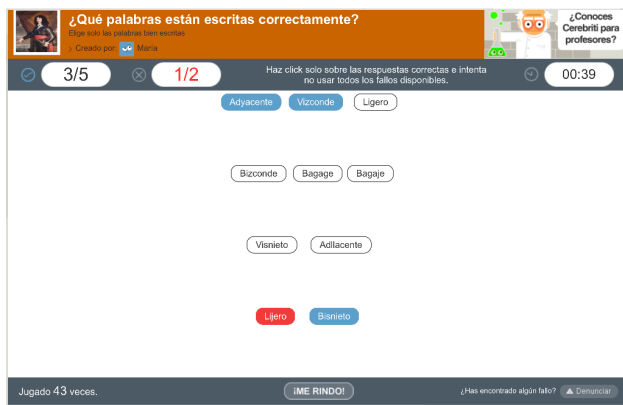 ¿Qué palabras están escritas correctamente?
Elige solo las palabras bien escritas
> Creado por: María
¿Conoces
Cerebriti para
profesores?
3/5
1/2
Haz click solo sobre las respuestas correctas e intenta
no usar todos los fallos disponibles.
00:39
Adyacente Vizconde Ligero
Bizconde Bagage Bagaje
Visnieto Adllacente
Lijero Bisnieto
Jugado 43 veces.
¡ME RINDO!
¿Has encontrado algún fallo?
Denunciar